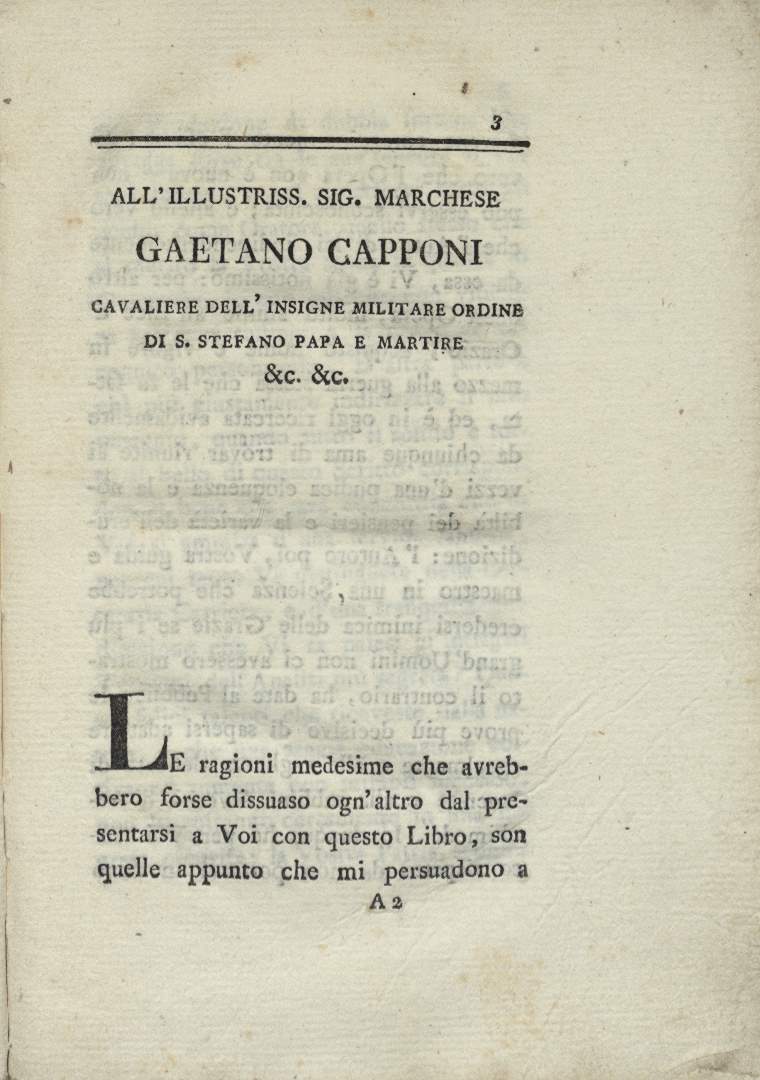 3
ALL' ILLUSTRISS. SIG. MARCHESE
GAETANO CAPPONI
CAVALIERE DELL' INSIGNE MILITARE ORDINE
DI S. STEFANO PAPA E MARTIRE
&c. &c.
LE ragioni medesime che avreb-
bero forse dissuaso ogn'altro dal pre-
sentarsi a Voi con questo Libro, son
quelle appunto che mi persuadono a
A 2